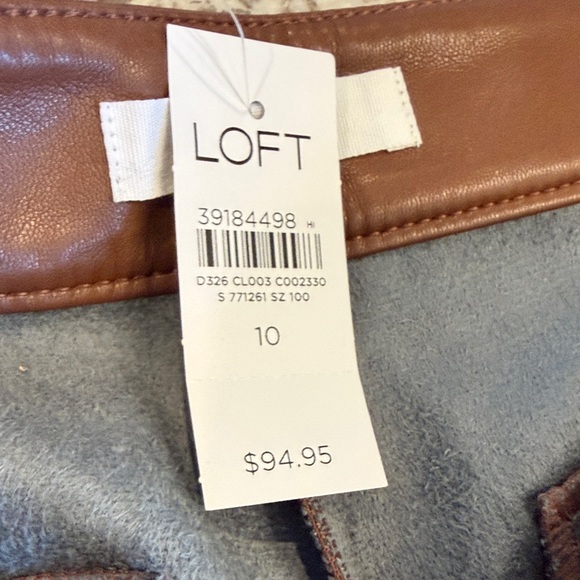 LOFT
39184498 HI
D326 CL003 C002330
S 771261 SZ 100
10
$94.95